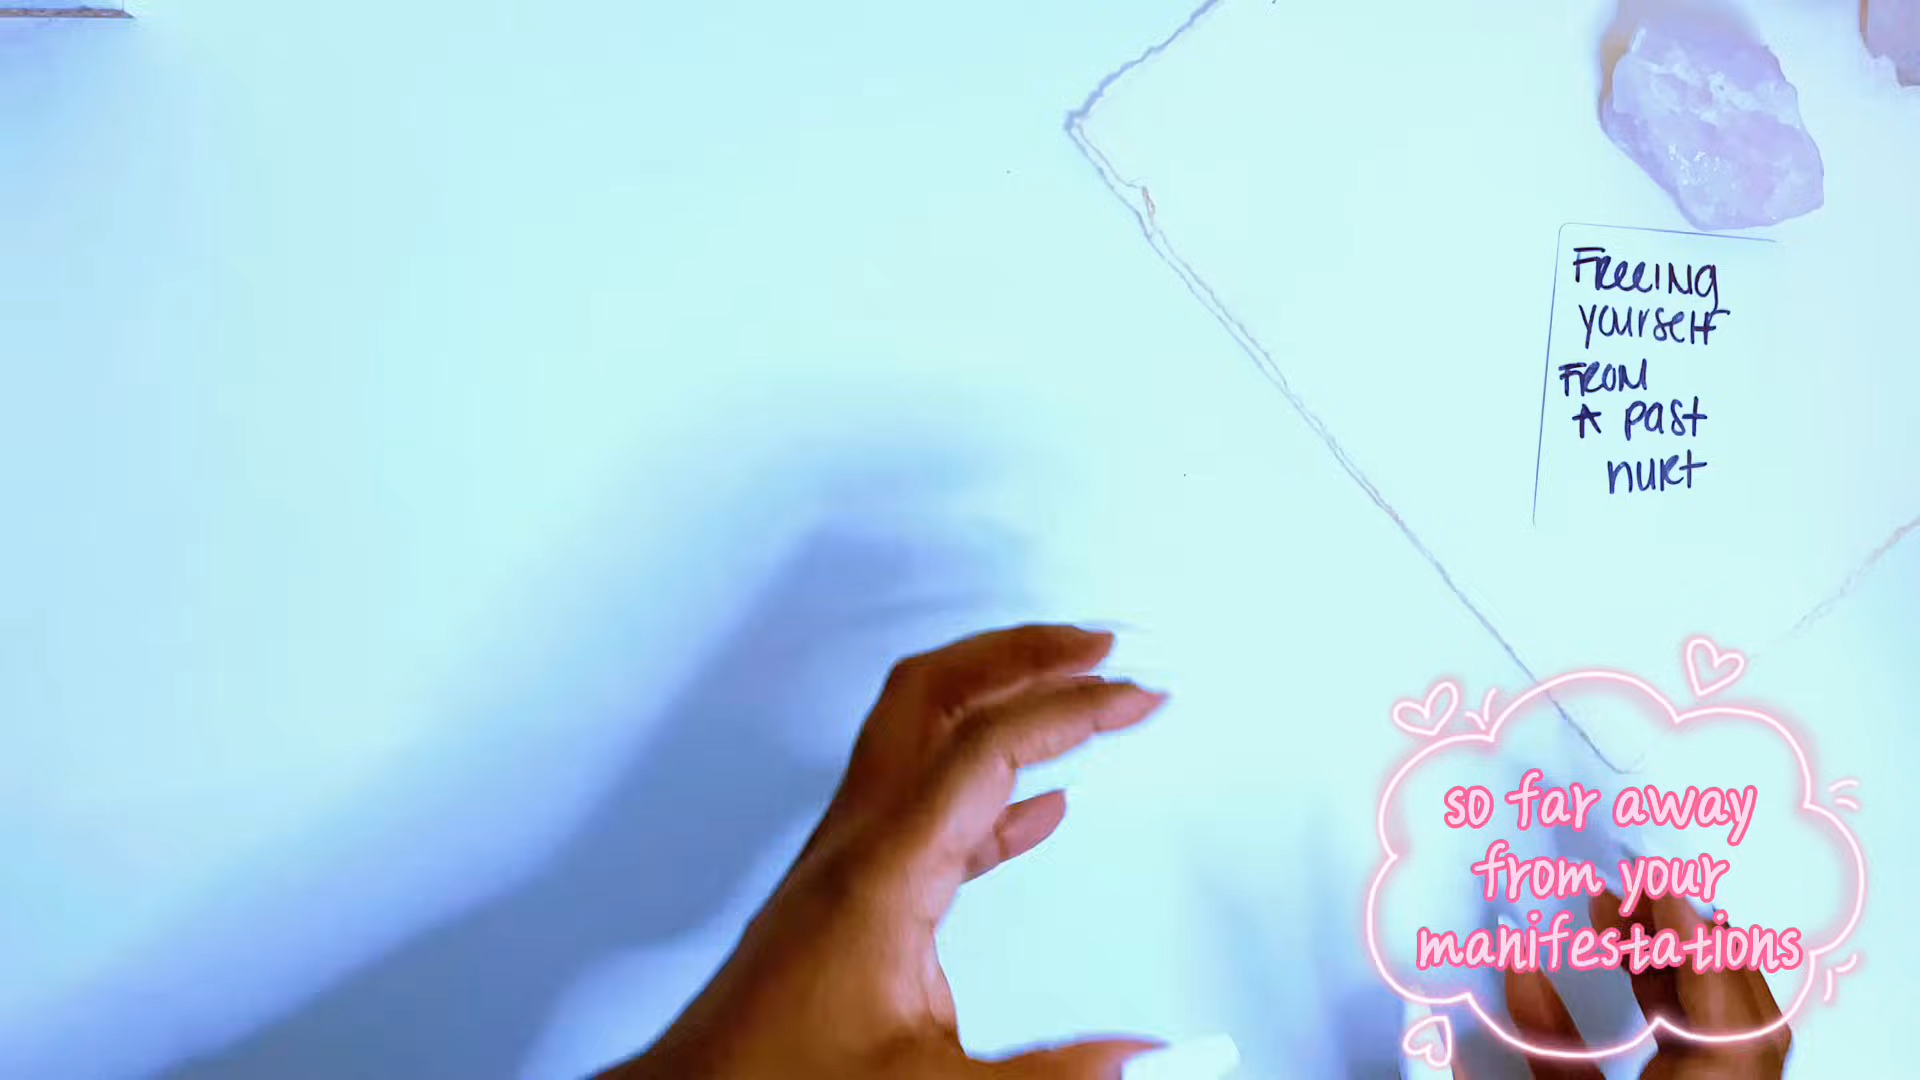 FREEING
yourself
FROM
A past
hurt
so far away
from your
manifestations